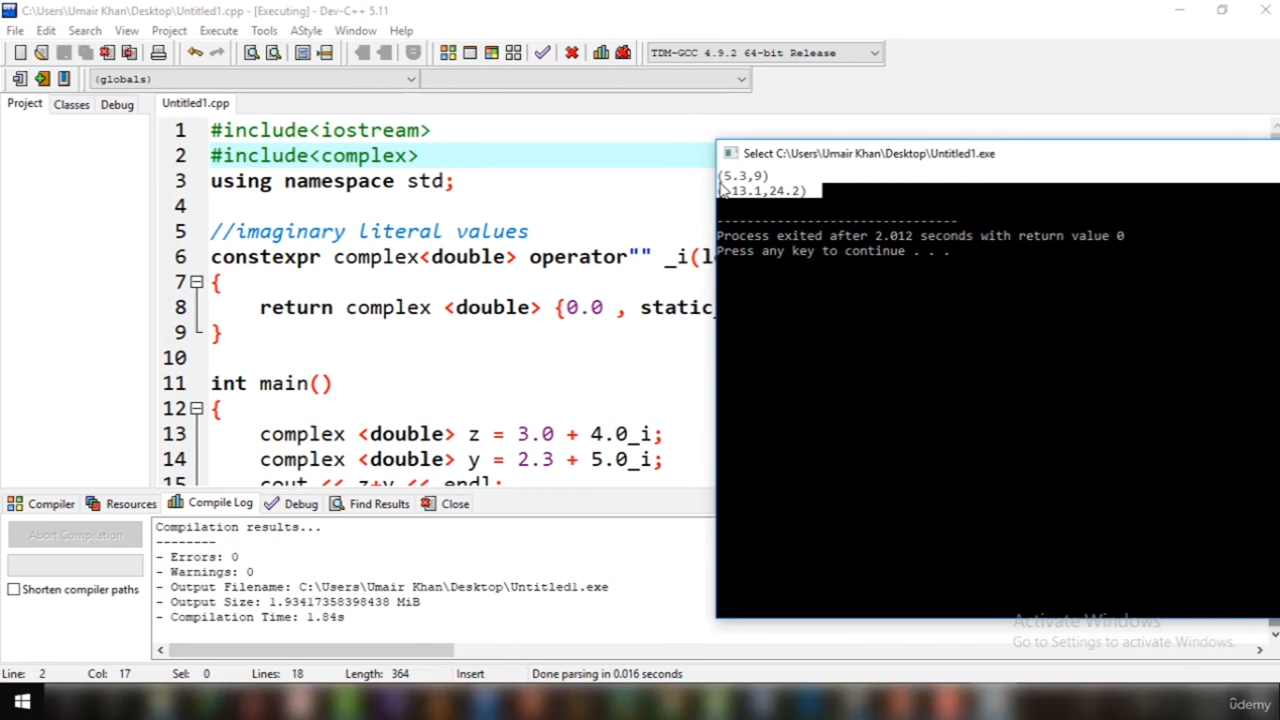 C:\Users\Umair Khan\Desktop\Untitled1.cpp - [Executing] - Dev-C++ 5.11
File Edit Search View Project Execute Tools AStyle Window Help
TDM-GCC 4.9.2 64-bit Release
(globals)
Project Classes Debug
Untitled1.cpp
1 #include<iostream>
2 #include<complex>
3 using namespace std;
4
5 //imaginary literal values
6 constexpr complex<double> operator"" _i(l
7 {
8 return complex <double> {0.0 , static_
9 }
10
11 int main()
12 {
13 complex <double> z = 3.0 + 4.0_i;
14 complex <double> y = 2.3 + 5.0_i;
15 cout << z+y << endl;
Select C:\Users\Umair Khan\Desktop\Untitled1.exe
(5.3,9)
13.1,24.2)
--------------------------------
Process exited after 2.012 seconds with return value 0
Press any key to continue . . .
Compiler Resources Compile Log Debug Find Results Close
Abort Compilation
Shorten compiler paths
Compilation results...
--------
- Errors: 0
- Warnings: 0
- Output Filename: C:\Users\Umair Khan\Desktop\Untitled1.exe
- Output Size: 1.93417358398438 MiB
- Compilation Time: 1.84s
Activate Windows
Go to Settings to activate Windows.
Line: 2 Col: 17 Sel: 0 Lines: 18 Length: 364 Insert Done parsing in 0.016 seconds
ûdemy